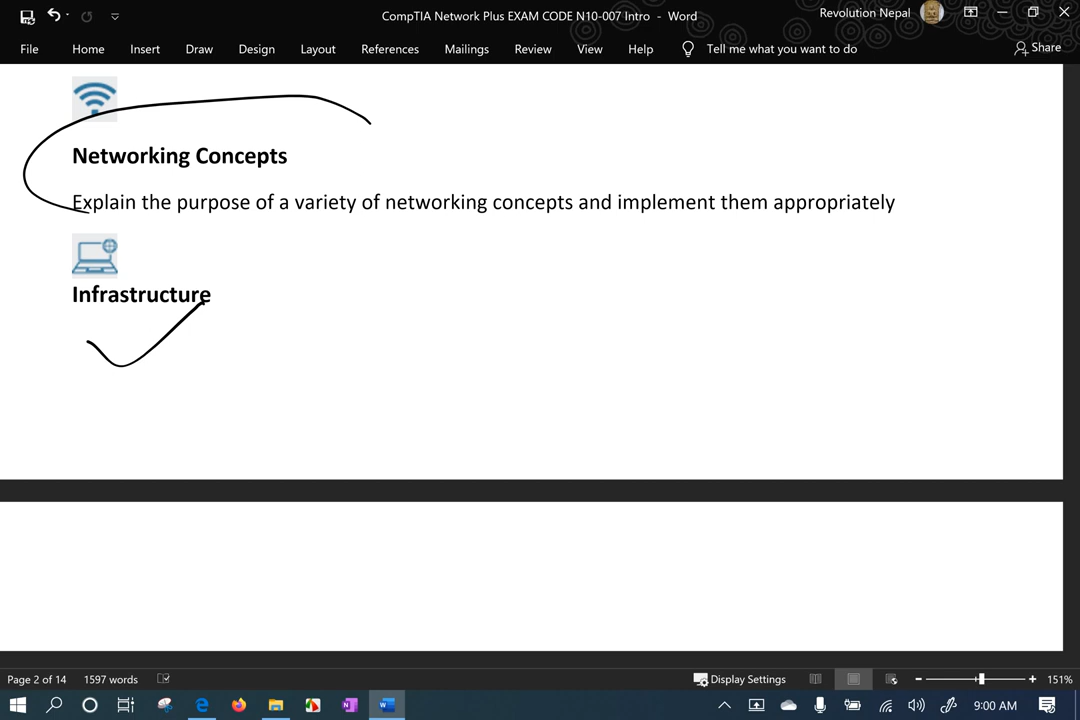 CompTIA Network Plus EXAM CODE N10-007 Intro - Word
Revolution Nepal
File Home Insert Draw Design Layout References Mailings Review View Help Tell me what you want to do Share
Networking Concepts
Explain the purpose of a variety of networking concepts and implement them appropriately
Infrastructure
Page 2 of 14 1597 words Display Settings 151%
9:00 AM